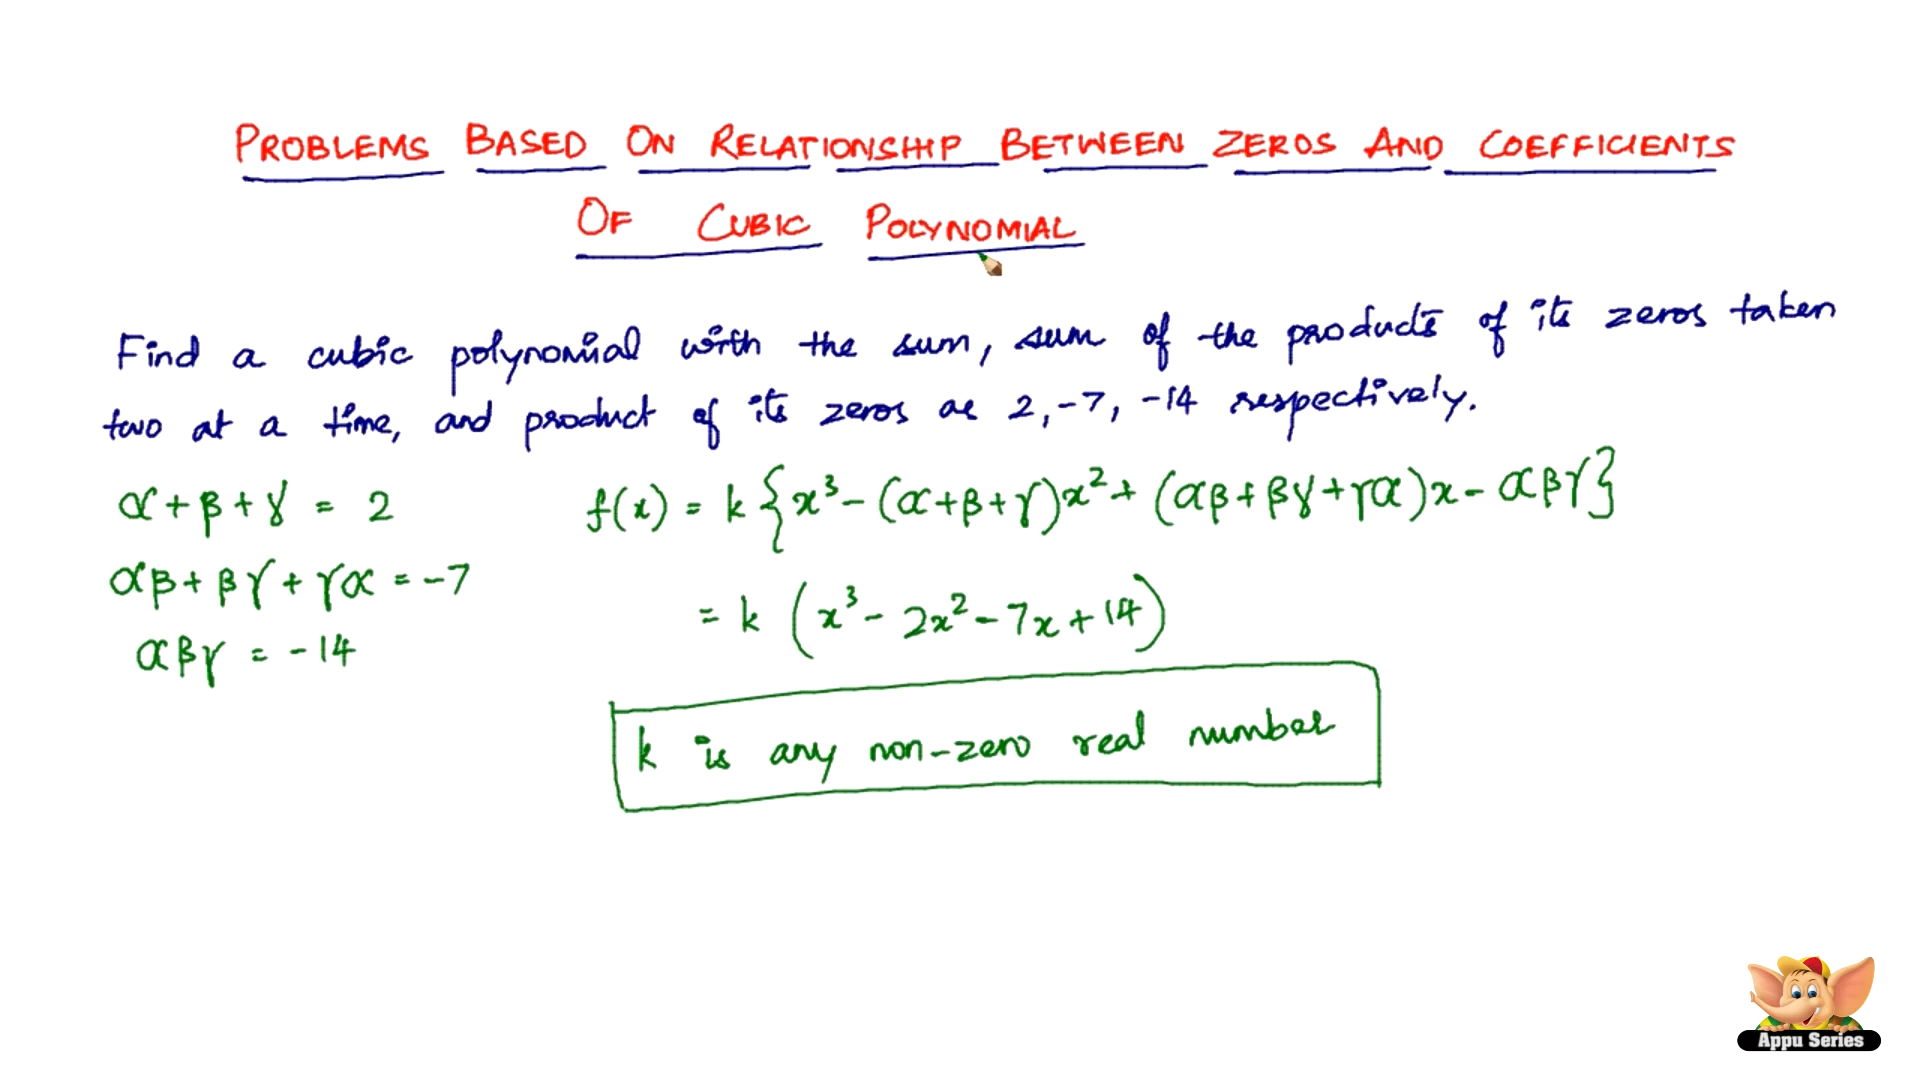 PROBLEMS BASED ON RELATIONSHIP BETWEEN ZEROS AND COEFFICIENTS
OF CUBIC POLYNOMIAL
Find a cubic polynomial with the sum, sum of the products of its zeros taken
two at a time, and product of its zeros as 2, -7, -14 respectively.
α + β + γ = 2
f(x) = k {x³ - (α+β+γ)x² + (αβ+βγ+γα)x - αβγ}
αβ + βγ + γα = -7
= k (x³ - 2x² - 7x + 14)
αβγ = -14
k is any non-zero real number
Appu Series